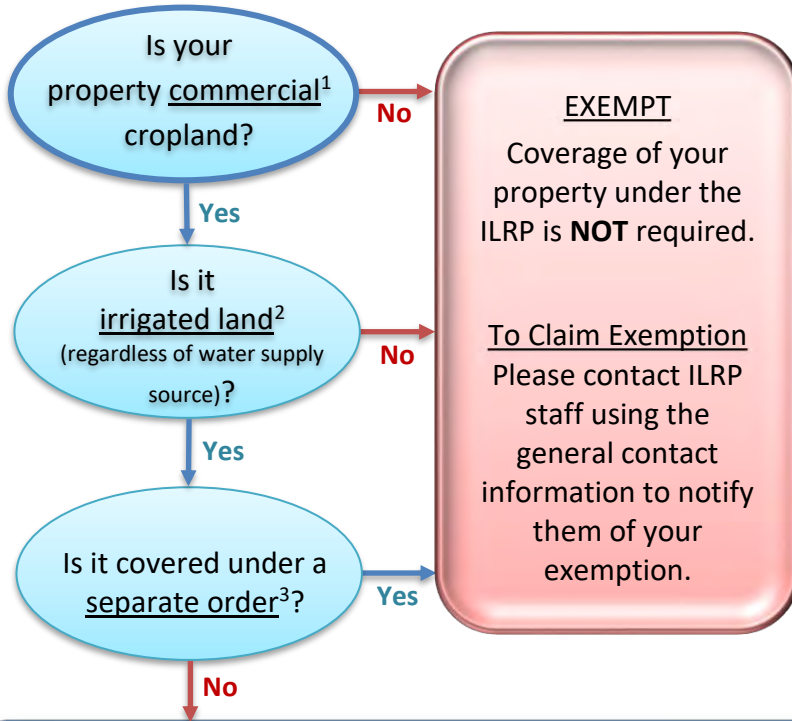 Is your
property commercial¹
cropland?
No
Yes
Is it
irrigated land²
(regardless of water supply
source)?
No
Yes
Is it covered under a
separate order³?
Yes
No
EXEMPT
Coverage of your
property under the
ILRP is NOT required.
To Claim Exemption
Please contact ILRP
staff using the
general contact
information to notify
them of your
exemption.